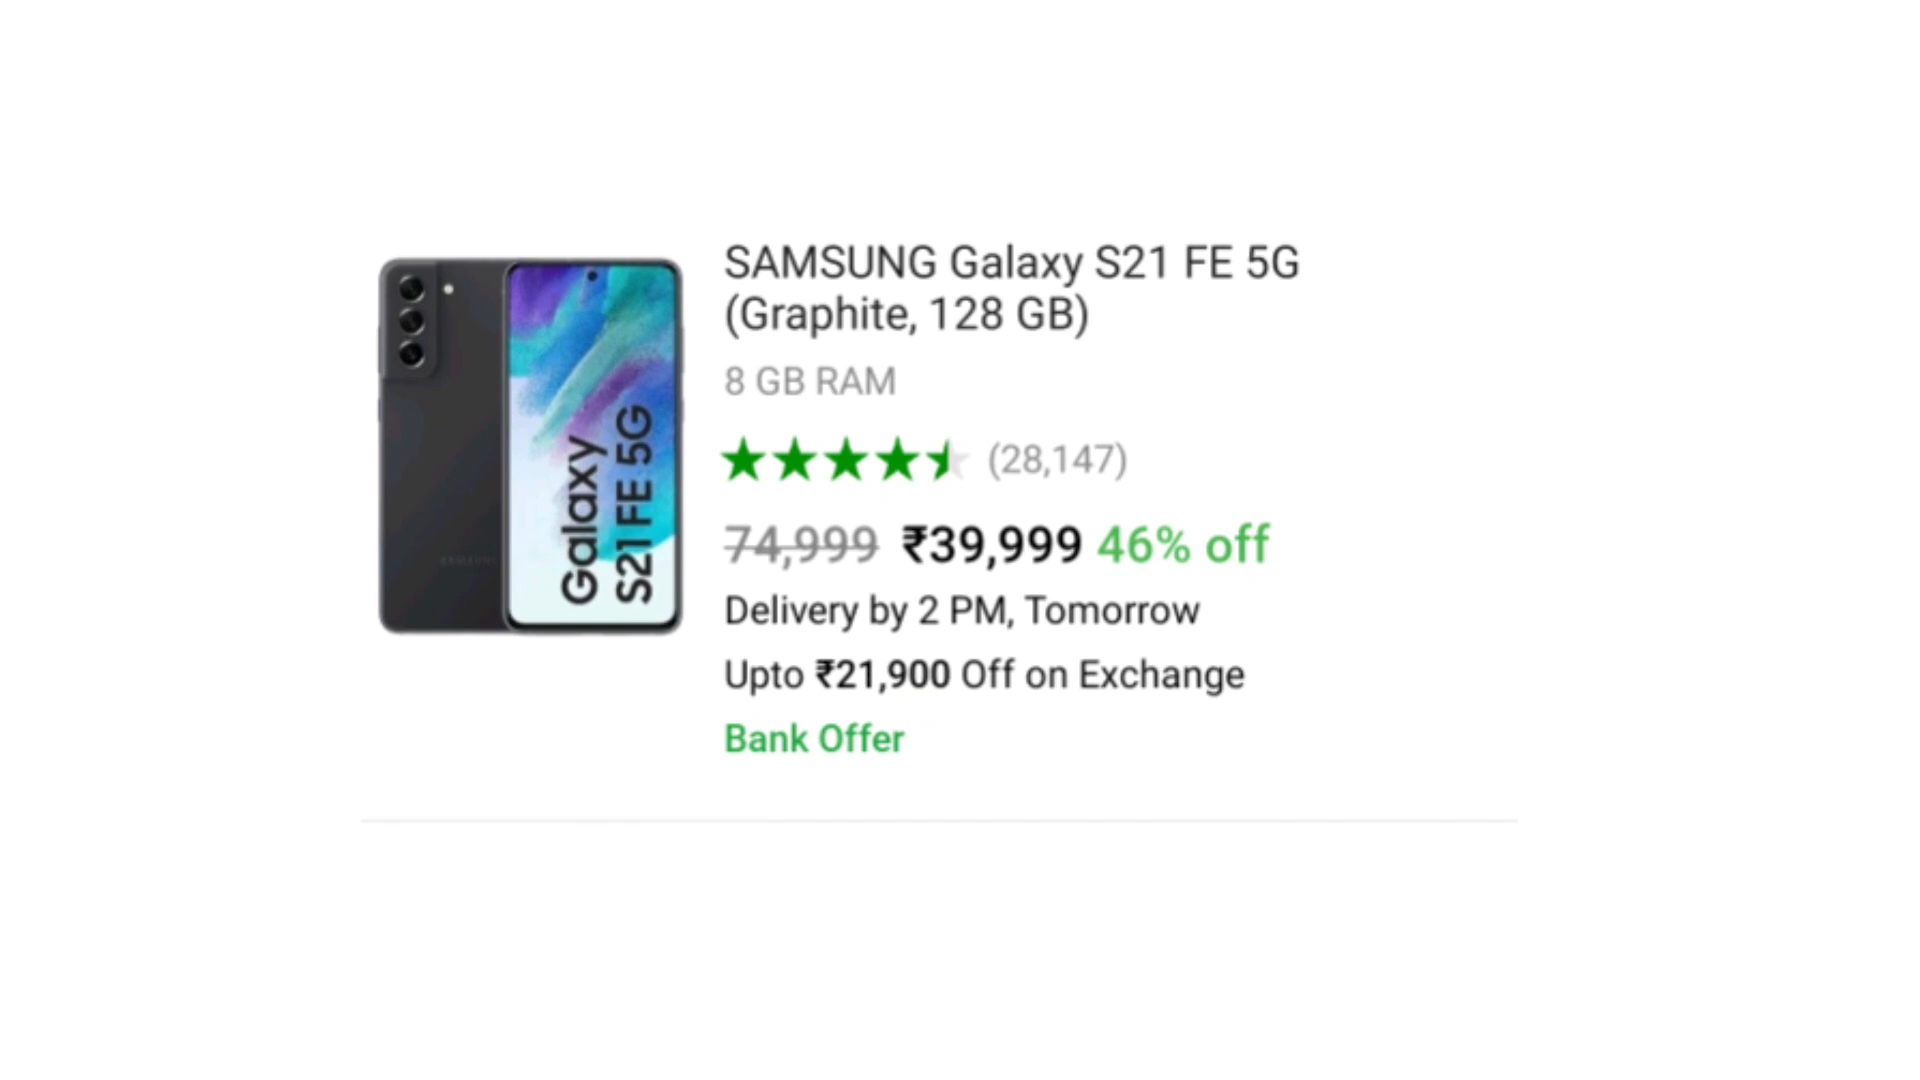 SAMSUNG Galaxy S21 FE 5G
(Graphite, 128 GB)
8 GB RAM
(28,147)
74,999 ₹39,999 46% off
Delivery by 2 PM, Tomorrow
Upto ₹21,900 Off on Exchange
Bank Offer
Galaxy
S21 FE 5G
SAMSUNG